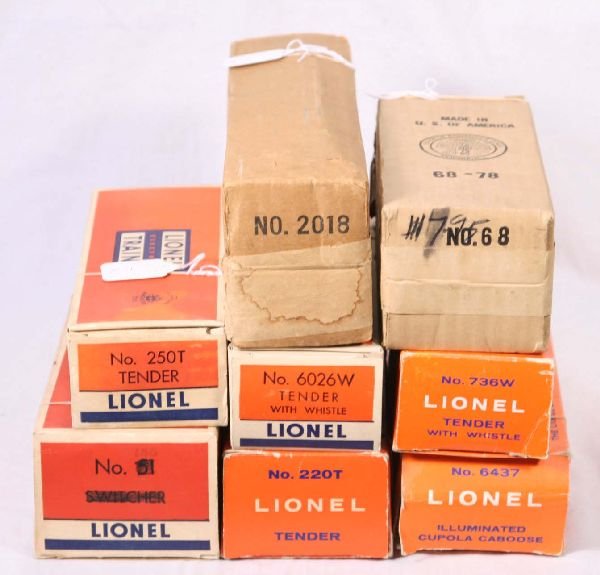 NO. 2018
MADE IN
U. S. OF AMERICA
68-78
NO.68
LIONEL
TRAIN
No. 250T
TENDER
LIONEL
No. 6026W
TENDER
WITH WHISTLE
LIONEL
No. 736W
LIONEL
TENDER
WITH WHISTLE
No. 51
SWITCHER
LIONEL
No. 220T
LIONEL
TENDER
No. 6437
LIONEL
ILLUMINATED
CUPOLA CABOOSE